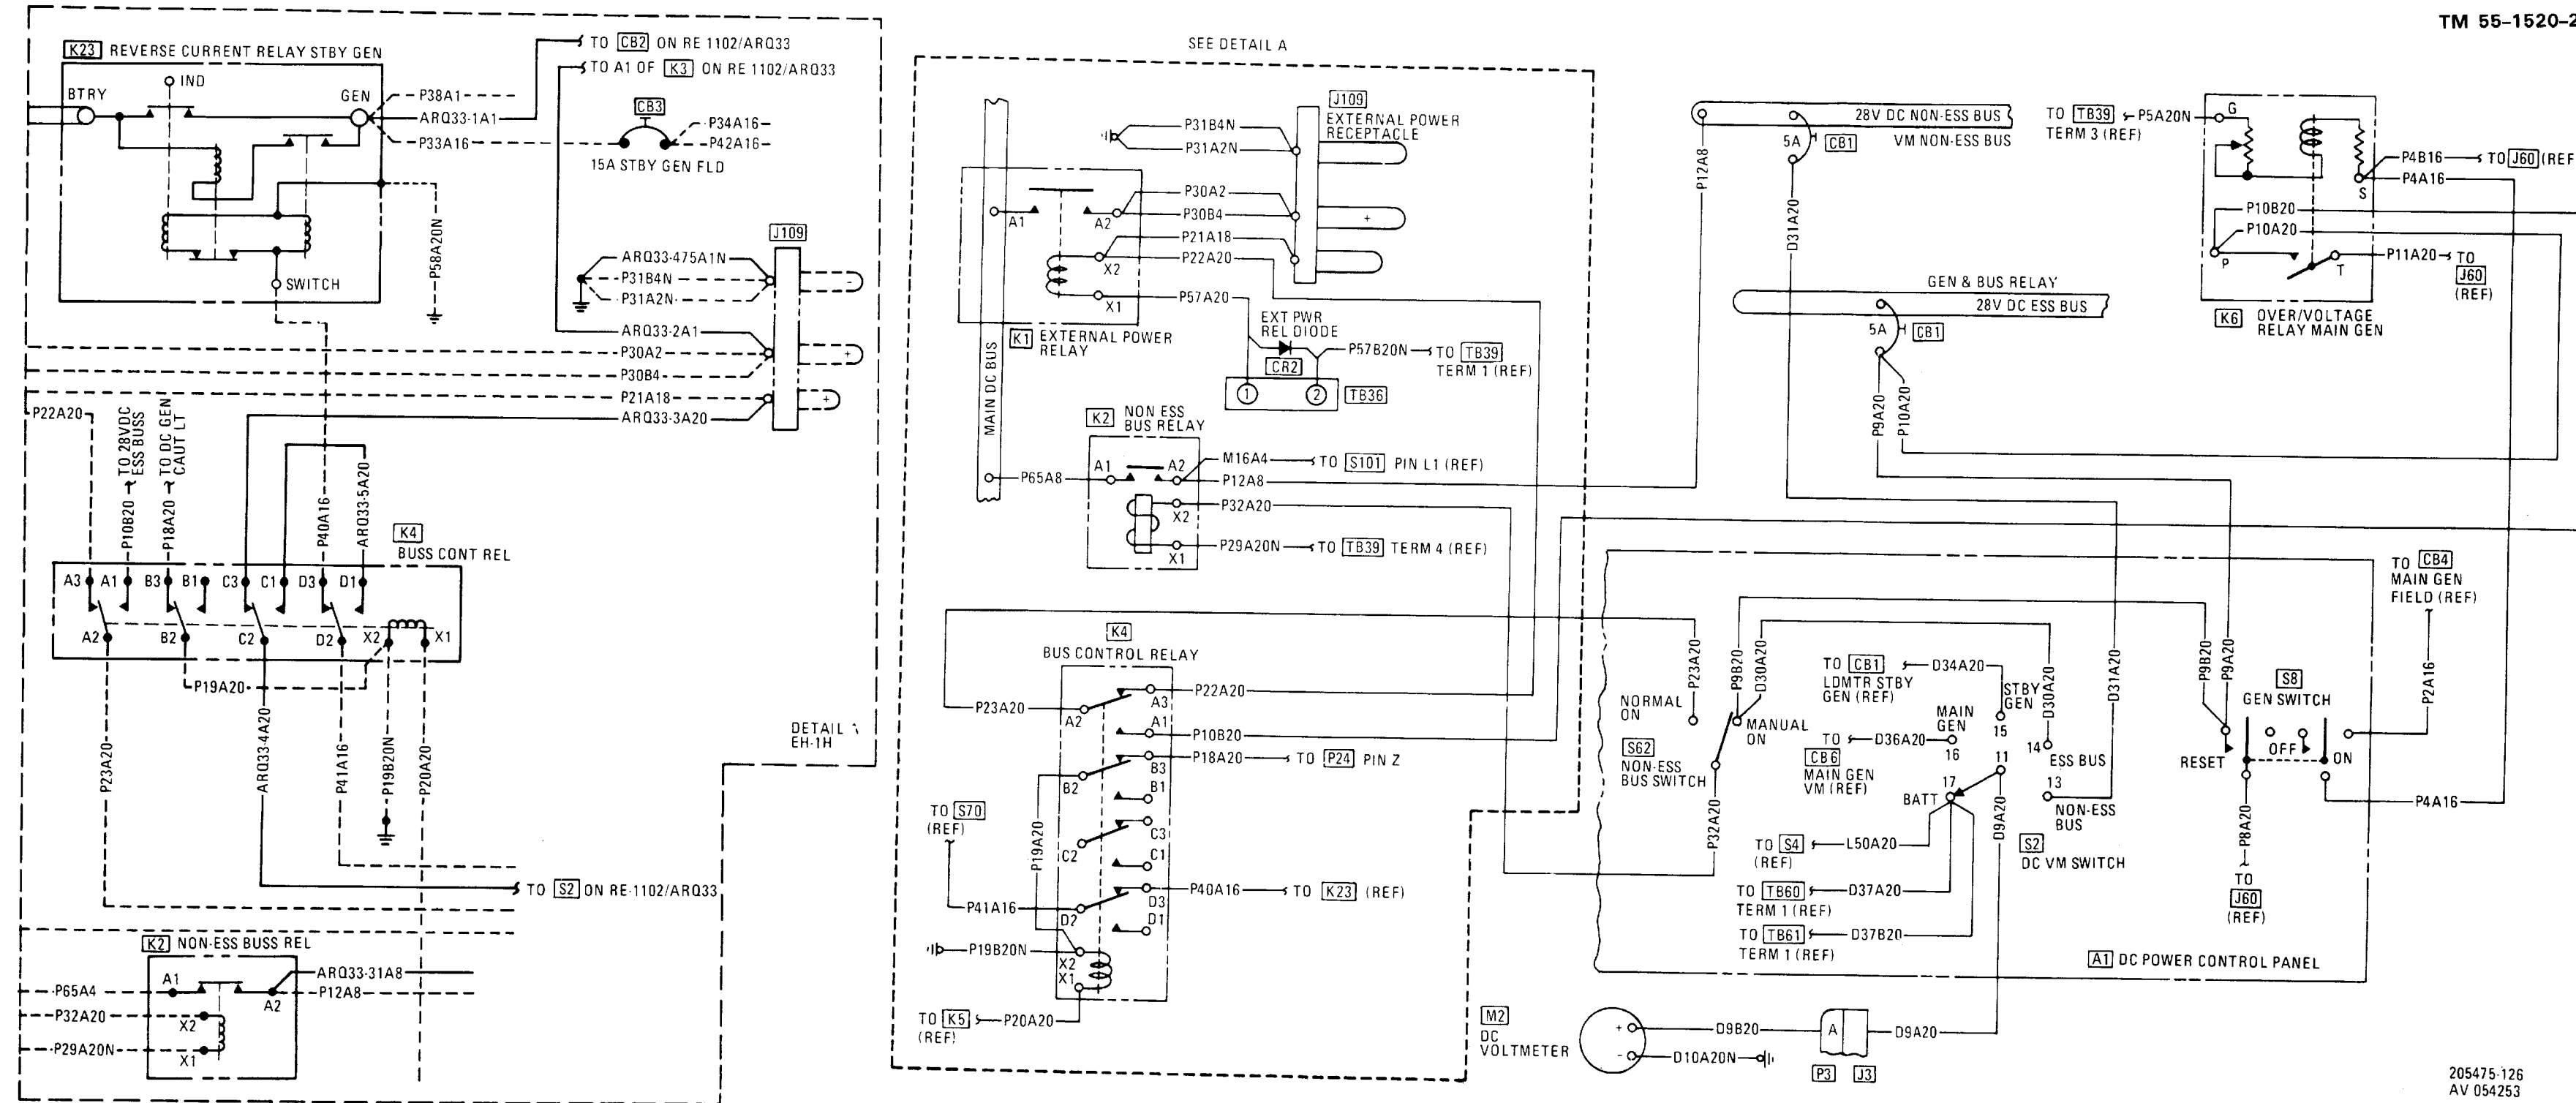 TM 55-1520-2
K23 REVERSE CURRENT RELAY STBY GEN
IND
BTRY
GEN
P38A1
ARQ33-1A1
P33A16
TO CB2 ON RE 1102/ARQ33
TO A1 OF K3 ON RE 1102/ARQ33
CB3
P34A16
P42A16
15A STBY GEN FLD
P58A20N
SWITCH
J109
ARQ33-475A1N
P31B4N
P31A2N
-
ARQ33-2A1
P30A2
P30B4
+
P21A18
ARQ33-3A20
+
P22A20
P10B20
TO 28VDC
ESS BUSS
P18A20
TO DC GEN
CAUT LT
P40A16
ARQ33-5A20
K4
BUSS CONT REL
A3 A1 B3 B1 C3 C1 D3 D1
A2 B2 C2 D2 X2 X1
P19A20
P23A20
ARQ33-4A20
P41A16
P19B20N
P20A20
DETAIL
EH-1H
TO S2 ON RE-1102/ARQ33
K2 NON-ESS BUSS REL
P65A4
A1
A2
ARQ33-31A8
P12A8
P32A20
X2
P29A20N
X1
SEE DETAIL A
J109
EXTERNAL POWER
RECEPTACLE
P31B4N
P31A2N
P30A2
P30B4
+
P21A18
P22A20
A1
A2
X2
X1
P57A20
K1 EXTERNAL POWER
RELAY
MAIN DC BUS
EXT PWR
REL DIODE
CR2
P57B20N
TO TB39
TERM 1 (REF)
1 2
TB36
K2 NON ESS
BUS RELAY
P65A8
A1
A2
M16A4
TO S101 PIN L1 (REF)
P12A8
X2
P32A20
X1
P29A20N
TO TB39 TERM 4 (REF)
K4
BUS CONTROL RELAY
P23A20
A2
A3
P22A20
A1
P10B20
P18A20
TO P24 PIN Z
B2
B3
B1
TO S70
(REF)
P19A20
C2
C3
C1
P41A16
D2
D3
D1
P40A16
TO K23 (REF)
P19B20N
X2
X1
TO K5
(REF)
P20A20
28V DC NON-ESS BUS
VM NON-ESS BUS
5A
CB1
P12A8
D31A20
GEN & BUS RELAY
28V DC ESS BUS
5A
CB1
P9A20
P10A20
TO TB39
TERM 3 (REF)
P5A20N
G
S
P4B16
TO J60 (REF
P4A16
P10B20
P10A20
P
T
P11A20
TO
J60
(REF)
K6 OVER/VOLTAGE
RELAY MAIN GEN
TO CB4
MAIN GEN
FIELD (REF)
P2A16
P23A20
P9B20
D30A20
NORMAL
ON
MANUAL
ON
S62
NON-ESS
BUS SWITCH
P32A20
TO CB1
LDMTR STBY
GEN (REF)
D34A20
STBY
GEN
15
MAIN
GEN
16
TO
CB6
MAIN GEN
VM (REF)
D36A20
D30A20
D31A20
14
ESS BUS
11
17
BATT
13
NON-ESS
BUS
D9A20
S2
DC VM SWITCH
TO S4
(REF)
L50A20
TO TB60
TERM 1 (REF)
D37A20
TO TB61
TERM 1 (REF)
D37B20
P9B20
P9A20
S8
GEN SWITCH
OFF
RESET
ON
P4A16
P8A20
TO
J60
(REF)
A1 DC POWER CONTROL PANEL
M2
DC
VOLTMETER
+
-
D9B20
D10A20N
A
D9A20
P3 J3
205475-126
AV 054253